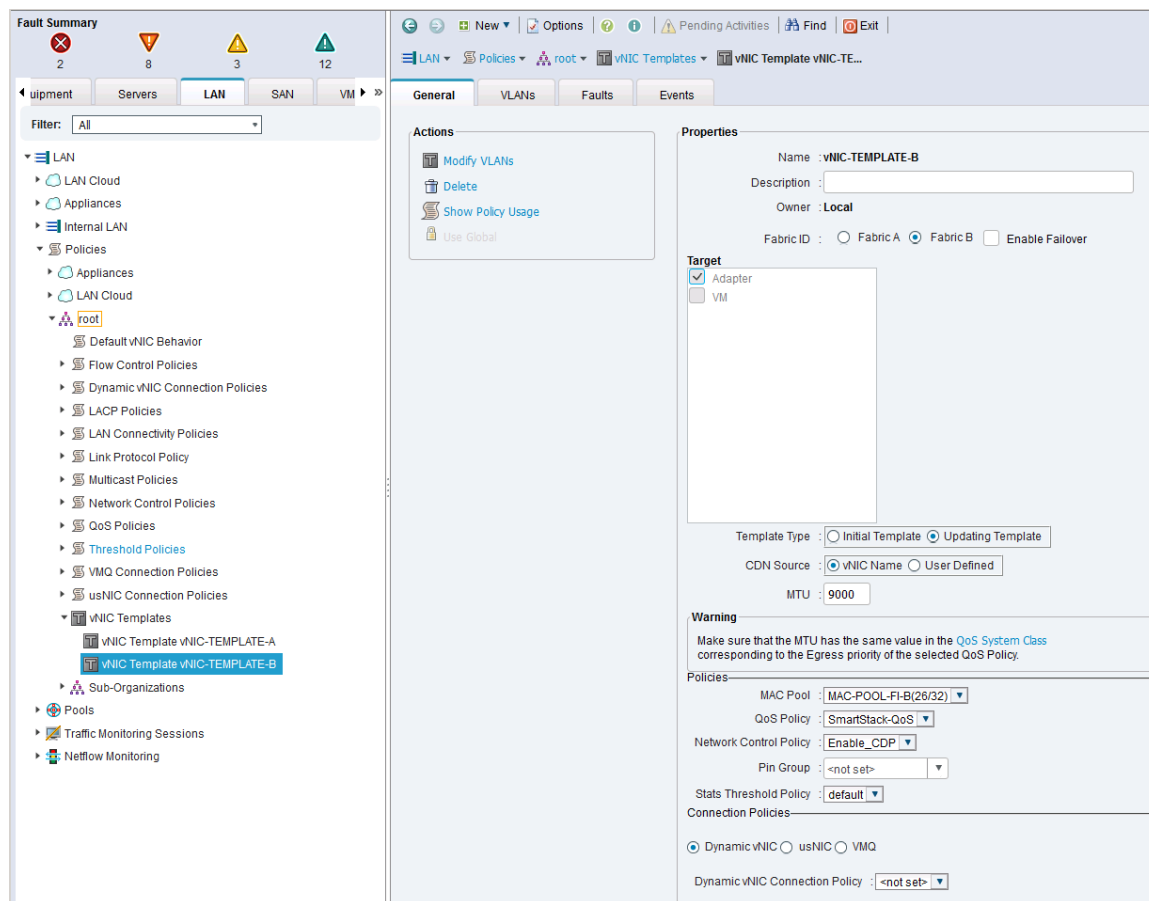 Fault Summary
2 8 3 12
uipment Servers LAN SAN VM »
Filter: All
LAN
LAN Cloud
Appliances
Internal LAN
Policies
Appliances
LAN Cloud
root
Default vNIC Behavior
Flow Control Policies
Dynamic vNIC Connection Policies
LACP Policies
LAN Connectivity Policies
Link Protocol Policy
Multicast Policies
Network Control Policies
QoS Policies
Threshold Policies
VMQ Connection Policies
usNIC Connection Policies
vNIC Templates
vNIC Template vNIC-TEMPLATE-A
vNIC Template vNIC-TEMPLATE-B
Sub-Organizations
Pools
Traffic Monitoring Sessions
Netflow Monitoring
New Options Pending Activities Find Exit
LAN Policies root vNIC Templates vNIC Template vNIC-TE...
General VLANs Faults Events
Actions
Modify VLANs
Delete
Show Policy Usage
Use Global
Properties
Name : vNIC-TEMPLATE-B
Description :
Owner : Local
Fabric ID : Fabric A Fabric B Enable Failover
Target
Adapter
VM
Template Type : Initial Template Updating Template
CDN Source : vNIC Name User Defined
MTU : 9000
Warning
Make sure that the MTU has the same value in the QoS System Class
corresponding to the Egress priority of the selected QoS Policy.
Policies
MAC Pool : MAC-POOL-FI-B(26/32)
QoS Policy : SmartStack-QoS
Network Control Policy : Enable_CDP
Pin Group : <not set>
Stats Threshold Policy : default
Connection Policies
Dynamic vNIC usNIC VMQ
Dynamic vNIC Connection Policy : <not set>